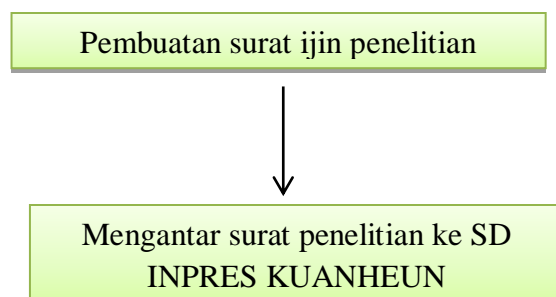 Pembuatan surat ijin penelitian
Mengantar surat penelitian ke SD
INPRES KUANHEUN